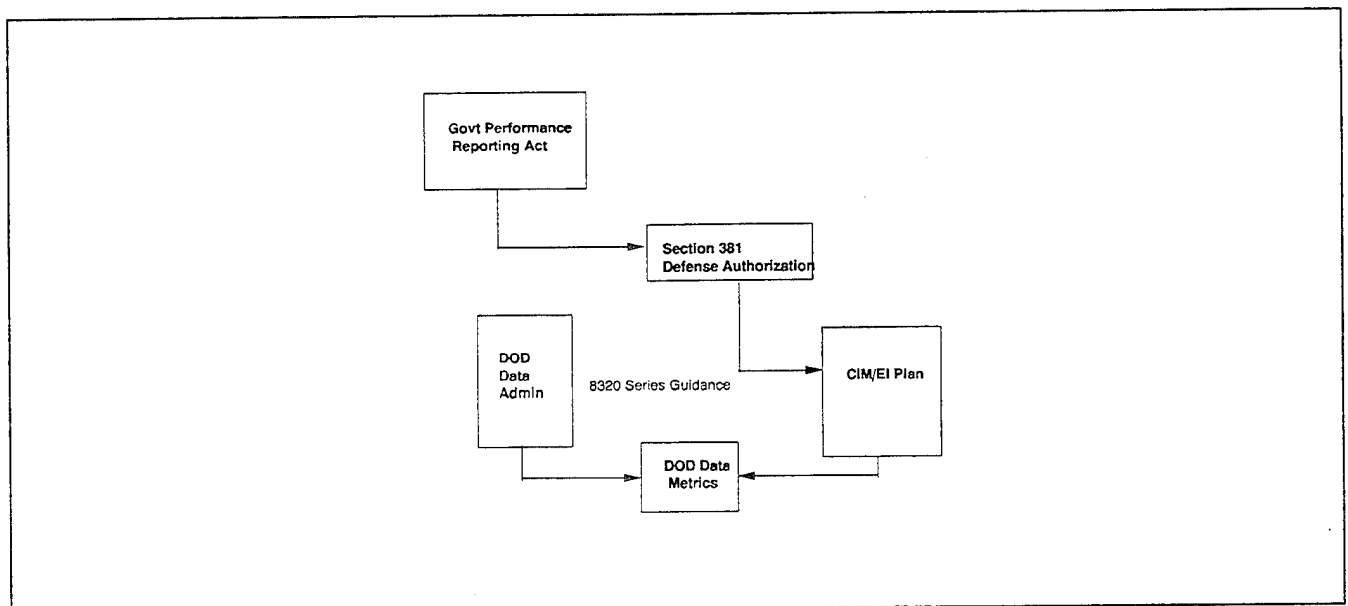 Govt Performance
Reporting Act
Section 381
Defense Authorization
DOD
Data
Admin
8320 Series Guidance
CIM/EI Plan
DOD Data
Metrics